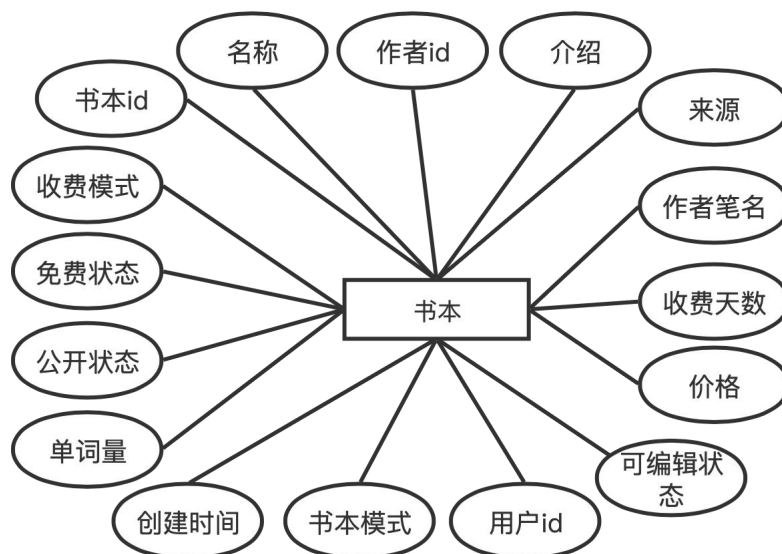 名称
作者id
介绍
书本id
来源
收费模式
作者笔名
免费状态
书本
收费天数
公开状态
价格
单词量
可编辑状
态
创建时间
书本模式
用户id